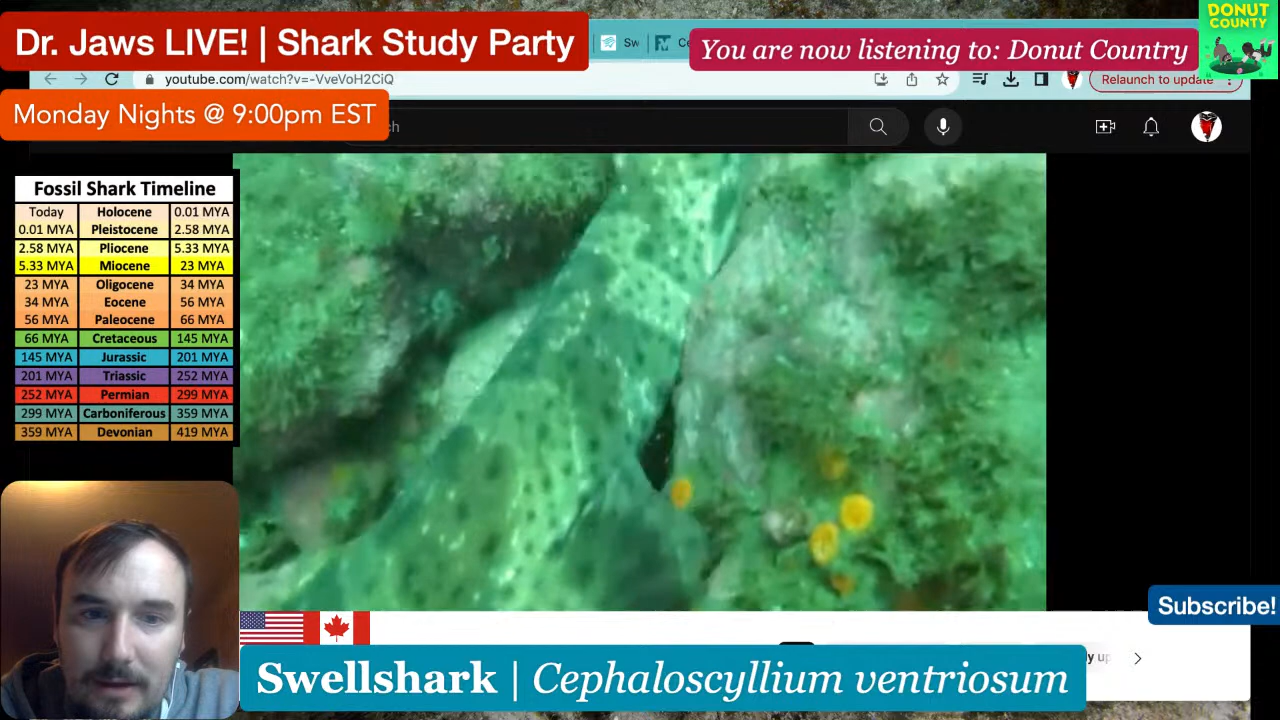 Dr. Jaws LIVE! | Shark Study Party
Sw
Ce
You are now listening to: Donut Country
DONUT
COUNTY
youtube.com/watch?v=-VveVoH2CiQ
Relaunch to update
Monday Nights @ 9:00pm EST
ch
Fossil Shark Timeline
Today Holocene 0.01 MYA
0.01 MYA Pleistocene 2.58 MYA
2.58 MYA Pliocene 5.33 MYA
5.33 MYA Miocene 23 MYA
23 MYA Oligocene 34 MYA
34 MYA Eocene 56 MYA
56 MYA Paleocene 66 MYA
66 MYA Cretaceous 145 MYA
145 MYA Jurassic 201 MYA
201 MYA Triassic 252 MYA
252 MYA Permian 299 MYA
299 MYA Carboniferous 359 MYA
359 MYA Devonian 419 MYA
Subscribe!
y up
Swellshark | Cephaloscyllium ventriosum